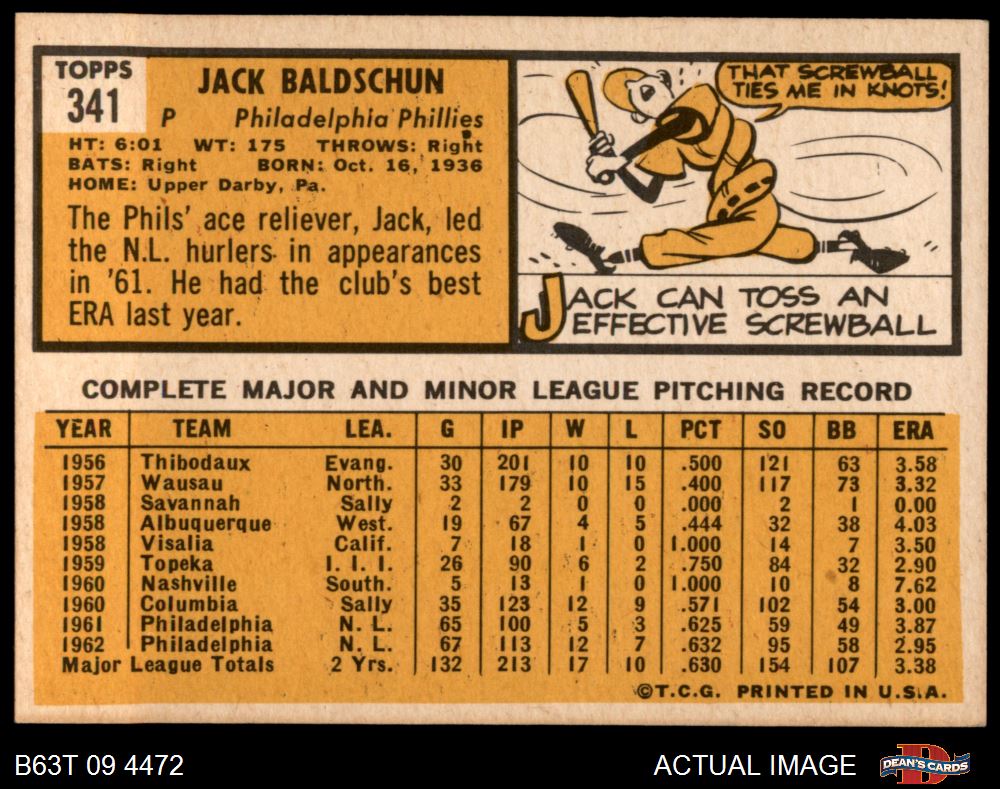 TOPPS
341
JACK BALDSCHUN
P Philadelphia Phillies
HT: 6:01 WT: 175 THROWS: Right
BATS: Right BORN: Oct. 16, 1936
HOME: Upper Darby, Pa.
The Phils' ace reliever, Jack, led
the N.L. hurlers in appearances
in '61. He had the club's best
ERA last year.
THAT SCREWBALL
TIES ME IN KNOTS!
JACK CAN TOSS AN
EFFECTIVE SCREWBALL
COMPLETE MAJOR AND MINOR LEAGUE PITCHING RECORD
YEAR TEAM LEA. G IP W L PCT SO BB ERA
1956 Thibodaux Evang. 30 201 10 10 .500 121 63 3.58
1957 Wausau North. 33 179 10 15 .400 117 73 3.32
1958 Savannah Sally 2 2 0 0 .000 2 1 0.00
1958 Albuquerque West. 19 67 4 5 .444 32 38 4.03
1958 Visalia Calif. 7 18 1 0 1.000 14 7 3.50
1959 Topeka I. I. I. 26 90 6 2 .750 84 32 2.90
1960 Nashville South. 5 13 1 0 1.000 10 8 7.62
1960 Columbia Sally 35 123 12 9 .571 102 54 3.00
1961 Philadelphia N. L. 65 100 5 3 .625 59 49 3.87
1962 Philadelphia N. L. 67 113 12 7 .632 95 58 2.95
Major League Totals 2 Yrs. 132 213 17 10 .630 154 107 3.38
©T.C.G. PRINTED IN U.S.A.
B63T 09 4472
ACTUAL IMAGE
D
DEAN'S CARDS